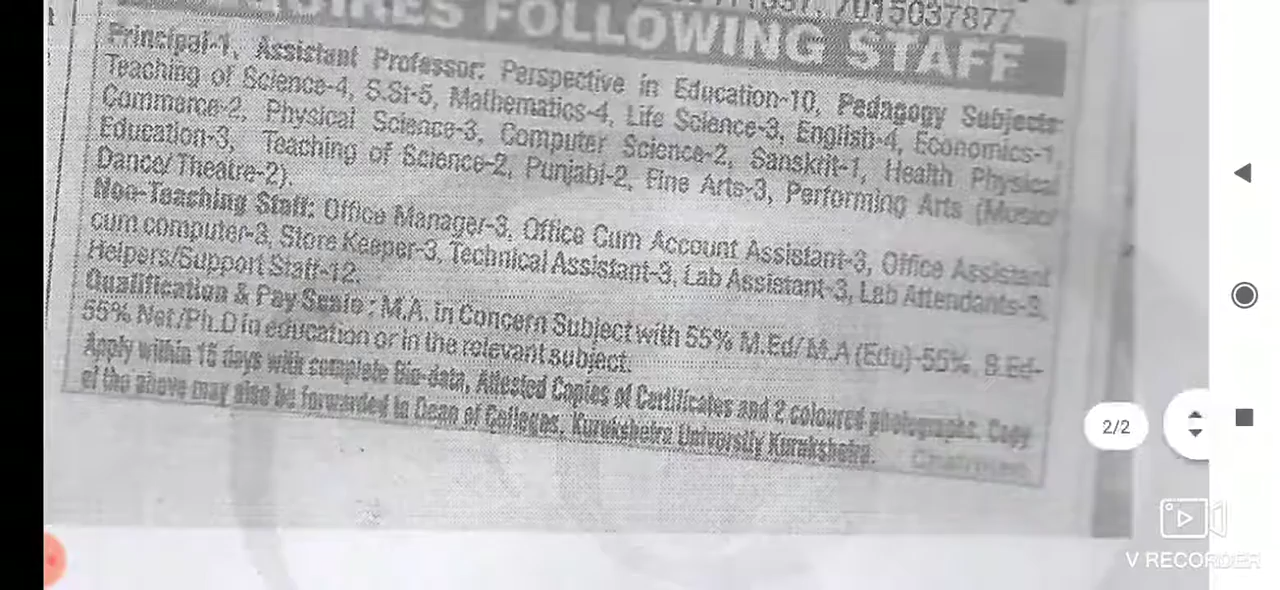 7015037877
FOLLOWING STAFF
Principal-1, Assistant Professor: Perspective in Education-10, Pedagogy Subjects
Teaching of Science-4, S.St-5, Mathematics-4, Life Science-3, English-4, Economics-1,
Commerce-2, Physical Science-3, Computer Science-2, Sanskrit-1, Health Physical
Education-3, Teaching of Science-2, Punjabi-2, Fine Arts-3, Performing Arts (Music/
Dance/ Theatre-2).
Non-Teaching Staff: Office Manager-3, Office Cum Account Assistant-3, Office Assistant
cum computer-3, Store Keeper-3, Technical Assistant-3, Lab Assistant-3, Lab Attendants-3,
Helpers/Support Staff-12.
Qualification & Pay Scale : M.A. in Concern Subject with 55% M.Ed/ M.A (Edu)-55%, B.Ed-
55% Net/Ph.D in education or in the relevant subject.
Apply within 15 days with complete Bio-data, Attested Copies of Certificates and 2 coloured photographs. Copy
of the above may also be forwarded to Dean of Colleges, Kurukshetra University Kurukshetra.
Chairman
2/2
V RECORDER